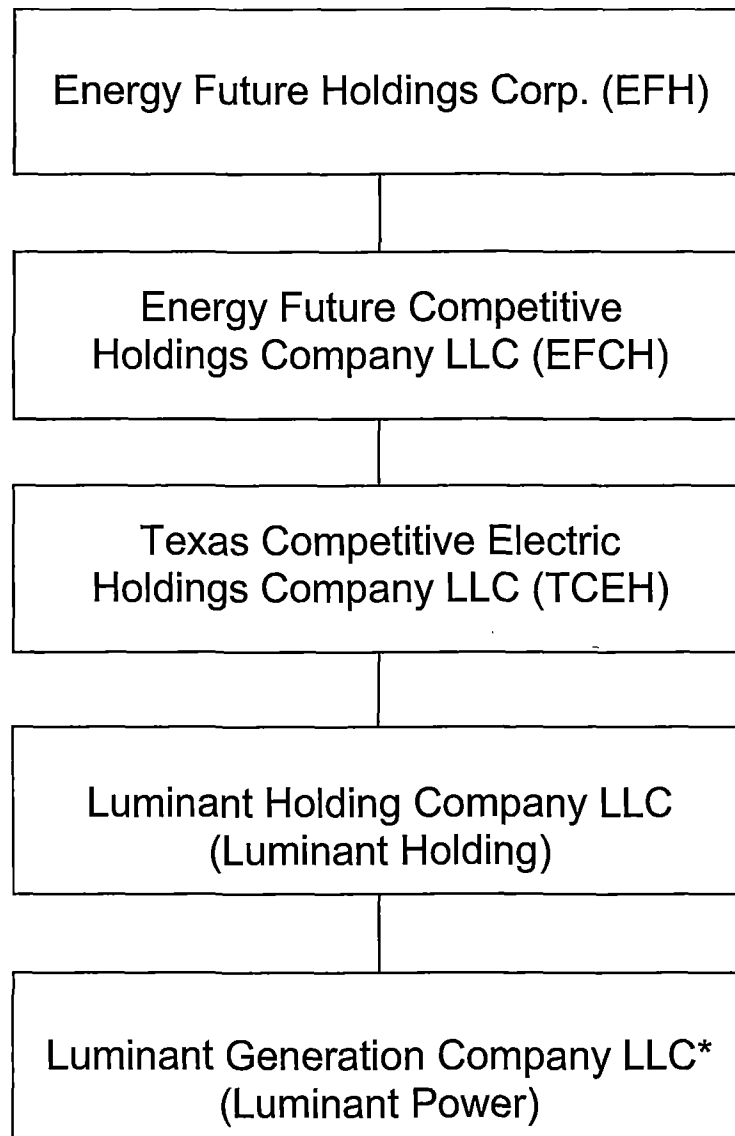 Energy Future Holdings Corp. (EFH)
Energy Future Competitive
Holdings Company LLC (EFCH)
Texas Competitive Electric
Holdings Company LLC (TCEH)
Luminant Holding Company LLC
(Luminant Holding)
Luminant Generation Company LLC*
(Luminant Power)